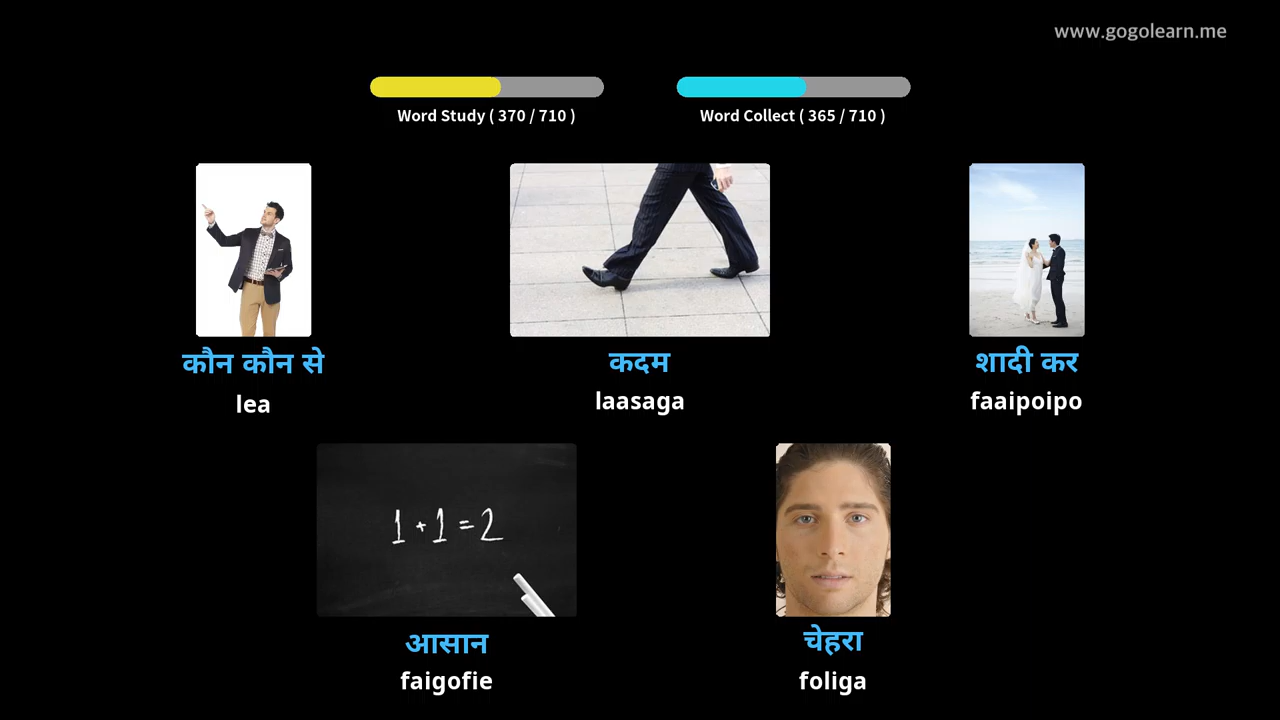 www.gogolearn.me
Word Study ( 370 / 710 )
Word Collect ( 365 / 710 )
कौन कौन से
lea
कदम
laasaga
शादी कर
faaipoipo
1 + 1 = 2
आसान
faigofie
चेहरा
foliga